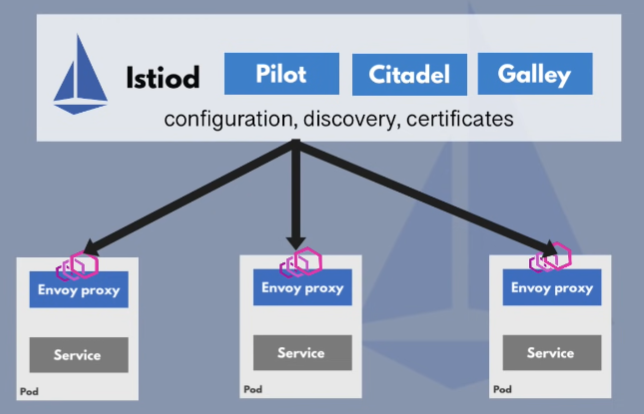 Istiod Pilot Citadel Galley
configuration, discovery, certificates
Envoy proxy
Service
Pod
Envoy proxy
Service
Pod
Envoy proxy
Service
Pod